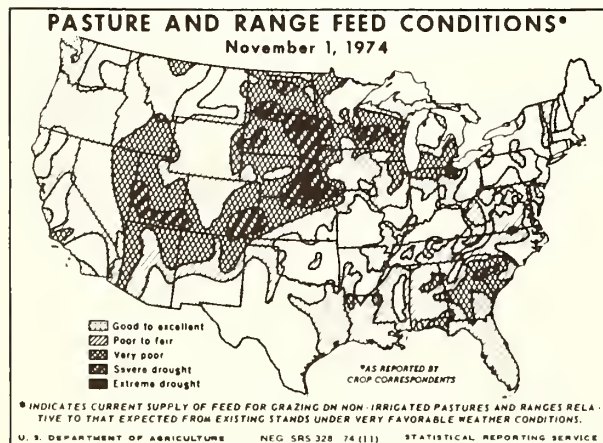 PASTURE AND RANGE FEED CONDITIONS*
November 1, 1974
Good to excellent
Poor to fair
Very poor
Severe drought
Extreme drought
*AS REPORTED BY
CROP CORRESPONDENTS
* INDICATES CURRENT SUPPLY OF FEED FOR GRAZING ON NON-IRRIGATED PASTURES AND RANGES RELA-
TIVE TO THAT EXPECTED FROM EXISTING STANDS UNDER VERY FAVORABLE WEATHER CONDITIONS.
U. S. DEPARTMENT OF AGRICULTURE NEG SRS 328 74 (11) STATISTICAL REPORTING SERVICE